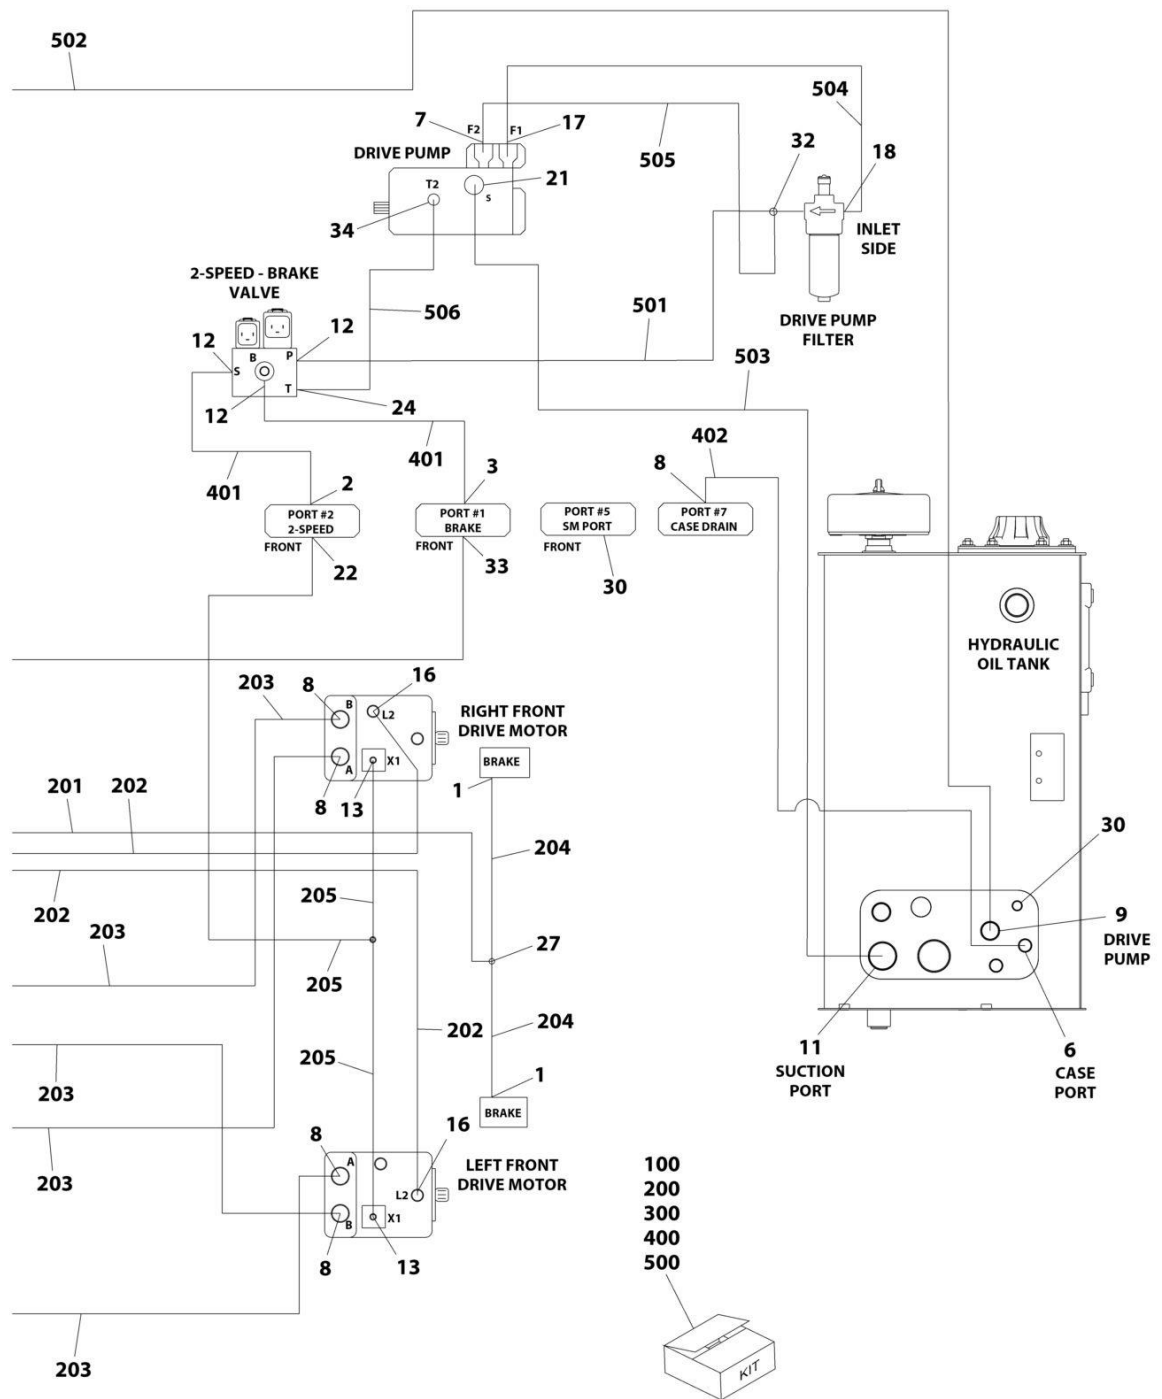 502
504
7
F2
F1
17
505
32
18
DRIVE PUMP
T2
S
21
34
INLET
SIDE
2-SPEED - BRAKE
VALVE
506
501
DRIVE PUMP
FILTER
12
12
B
P
S
T
503
12
24
401
402
401
2
3
8
PORT #2
2-SPEED
PORT #1
BRAKE
PORT #5
SM PORT
PORT #7
CASE DRAIN
FRONT
FRONT
FRONT
22
33
30
HYDRAULIC
OIL TANK
203
8
16
B
L2
RIGHT FRONT
DRIVE MOTOR
A
X1
BRAKE
201
202
8
13
1
30
204
205
202
203
27
9
DRIVE
PUMP
205
202
204
205
11
SUCTION
PORT
6
CASE
PORT
203
1
BRAKE
8
16
203
A
L2
LEFT FRONT
DRIVE MOTOR
B
X1
8
13
100
200
300
400
500
203
KIT